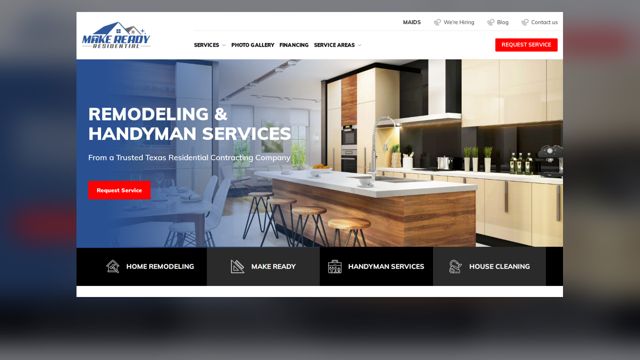 MAIDS We're Hiring Blog Contact us
MAKE READY
RESIDENTIAL
SERVICES PHOTO GALLERY FINANCING SERVICE AREAS
REQUEST SERVICE
REMODELING &
HANDYMAN SERVICES
From a Trusted Texas Residential Contracting Company
Request Service
HOME REMODELING MAKE READY HANDYMAN SERVICES HOUSE CLEANING